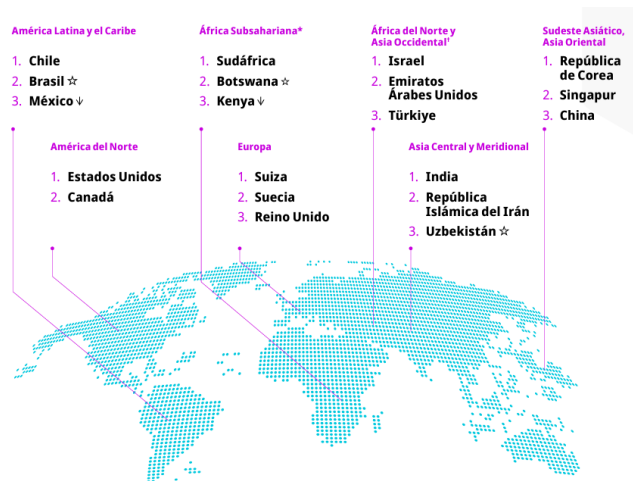 América Latina y el Caribe
1. Chile
2. Brasil ☆
3. México ↓
África Subsahariana*
1. Sudáfrica
2. Botswana ☆
3. Kenya ↓
África del Norte y
Asia Occidental†
1. Israel
2. Emiratos
Árabes Unidos
3. Türkiye
Sudeste Asiático,
Asia Oriental
1. República
de Corea
2. Singapur
3. China
América del Norte
1. Estados Unidos
2. Canadá
Europa
1. Suiza
2. Suecia
3. Reino Unido
Asia Central y Meridional
1. India
2. República
Islámica del Irán
3. Uzbekistán ☆